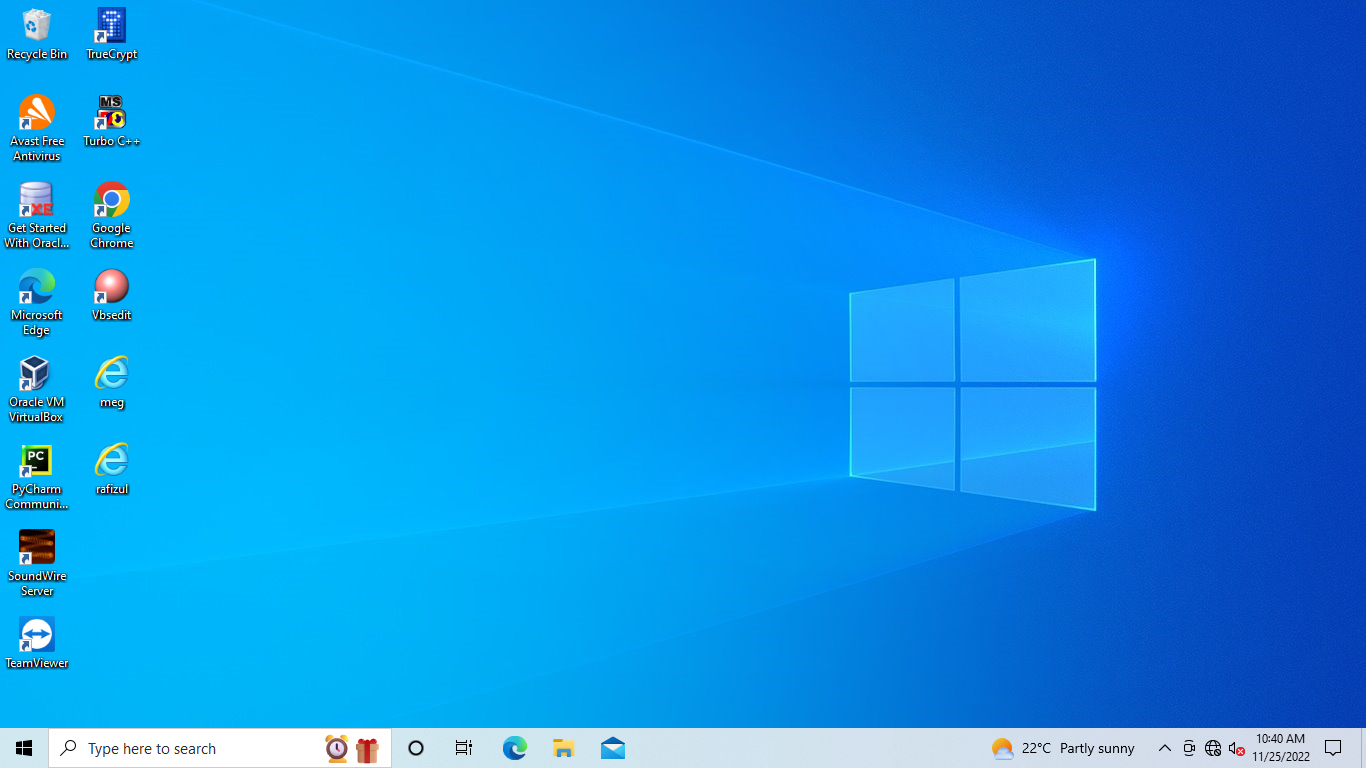 Recycle Bin
TrueCrypt
Avast Free
Antivirus
MS
Turbo C++
XE
Get Started
With Oracl...
Google
Chrome
Microsoft
Edge
Vbsedit
Oracle VM
VirtualBox
meg
PC
PyCharm
Communi...
rafizul
SoundWire
Server
TeamViewer
Type here to search
22°C Partly sunny
10:40 AM
11/25/2022